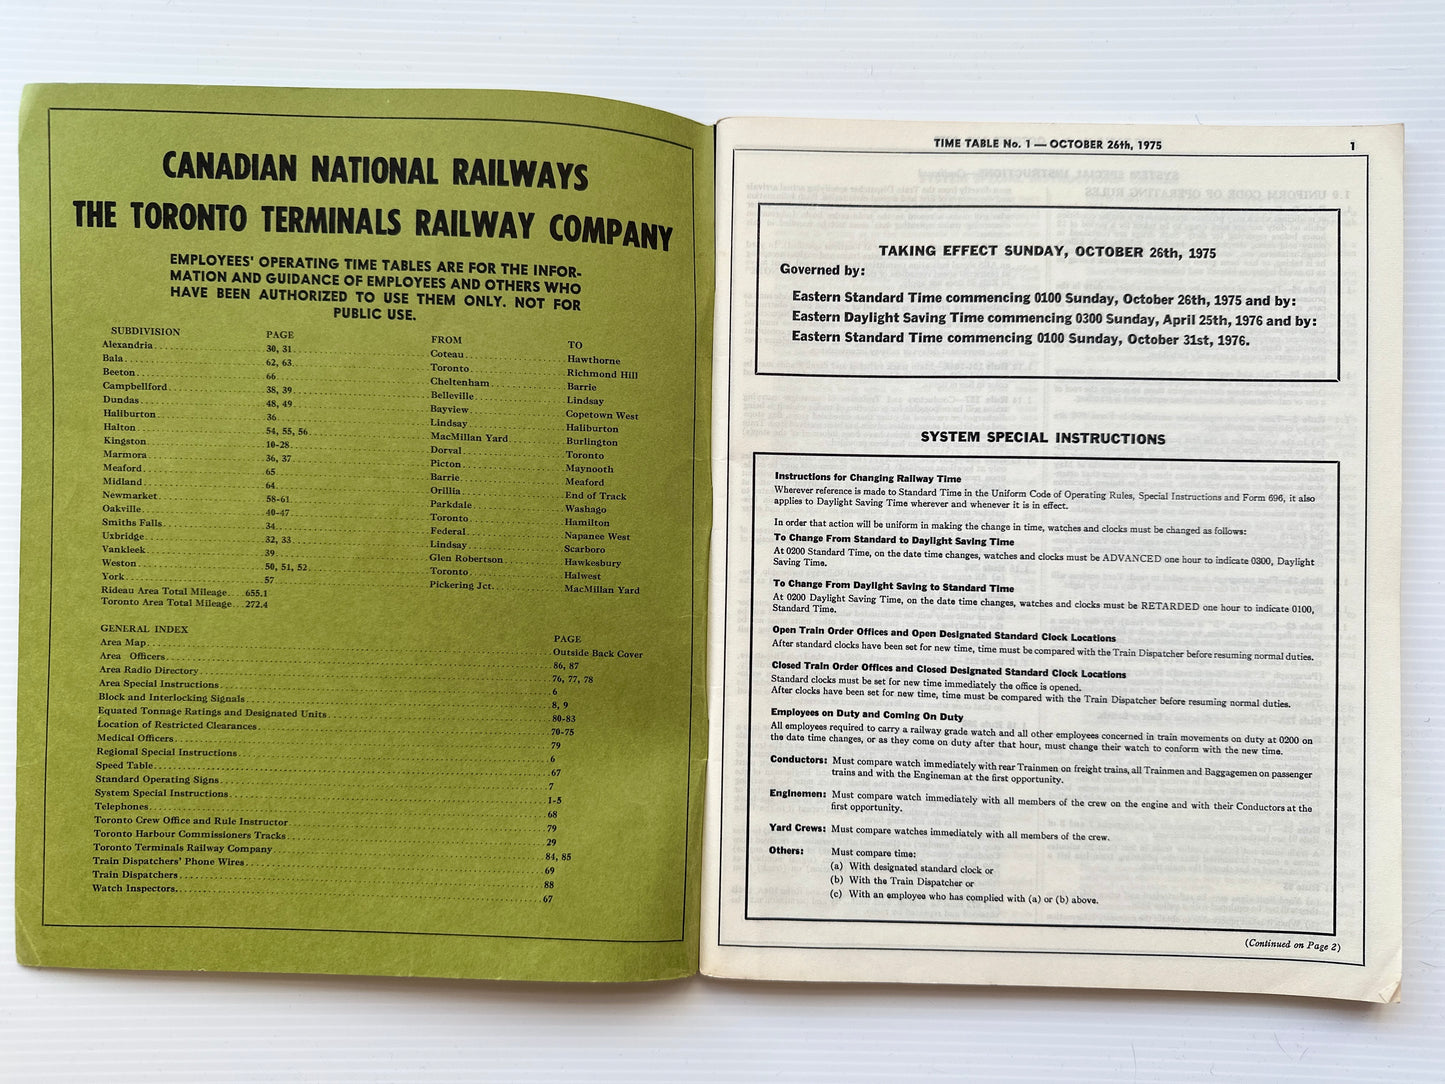 CANADIAN NATIONAL RAILWAYS
THE TORONTO TERMINALS RAILWAY COMPANY
EMPLOYEES' OPERATING TIME TABLES ARE FOR THE INFOR-
MATION AND GUIDANCE OF EMPLOYEES AND OTHERS WHO
HAVE BEEN AUTHORIZED TO USE THEM ONLY. NOT FOR
PUBLIC USE.
SUBDIVISION PAGE FROM TO
Alexandria 30, 31 Coteau Hawthorne
Bala 62, 63 Toronto Richmond Hill
Beeton 66 Cheltenham Barrie
Campbellford 38, 39 Belleville Lindsay
Dundas 48, 49 Bayview Copetown West
Haliburton 36 Lindsay Haliburton
Halton 54, 55, 56 MacMillan Yard Burlington
Kingston 10-28 Dorval Toronto
Marmora 36, 37 Picton Maynooth
Meaford 65 Barrie Meaford
Midland 64 Orillia End of Track
Newmarket 58-61 Parkdale Washago
Oakville 40-47 Toronto Hamilton
Smiths Falls 34 Federal Napanee West
Uxbridge 32, 33 Lindsay Scarboro
Vankleek 39 Glen Robertson Hawkesbury
Weston 50, 51, 52 Toronto Halwest
York 57 Pickering Jct. MacMillan Yard
Rideau Area Total Mileage....655.1
Toronto Area Total Mileage...272.4
GENERAL INDEX PAGE
Area Map Outside Back Cover
Area Officers 86, 87
Area Radio Directory 76, 77, 78
Area Special Instructions 6
Block and Interlocking Signals 8, 9
Equated Tonnage Ratings and Designated Units 80-83
Location of Restricted Clearances 70-75
Medical Officers 79
Regional Special Instructions 6
Speed Table 67
Standard Operating Signs 7
System Special Instructions 1-5
Telephones 68
Toronto Crew Office and Rule Instructor 79
Toronto Harbour Commissioners Tracks 29
Toronto Terminals Railway Company 84, 85
Train Dispatchers' Phone Wires 69
Train Dispatchers 88
Watch Inspectors 67
TIME TABLE No. 1 — OCTOBER 26th, 1975 1
TAKING EFFECT SUNDAY, OCTOBER 26th, 1975
Governed by:
Eastern Standard Time commencing 0100 Sunday, October 26th, 1975 and by:
Eastern Daylight Saving Time commencing 0300 Sunday, April 25th, 1976 and by:
Eastern Standard Time commencing 0100 Sunday, October 31st, 1976.
SYSTEM SPECIAL INSTRUCTIONS
Instructions for Changing Railway Time
Wherever reference is made to Standard Time in the Uniform Code of Operating Rules, Special Instructions and Form 696, it also
applies to Daylight Saving Time wherever and whenever it is in effect.
In order that action will be uniform in making the change in time, watches and clocks must be changed as follows:
To Change From Standard to Daylight Saving Time
At 0200 Standard Time, on the date time changes, watches and clocks must be ADVANCED one hour to indicate 0300, Daylight
Saving Time.
To Change From Daylight Saving to Standard Time
At 0200 Daylight Saving Time, on the date time changes, watches and clocks must be RETARDED one hour to indicate 0100,
Standard Time.
Open Train Order Offices and Open Designated Standard Clock Locations
After standard clocks have been set for new time, time must be compared with the Train Dispatcher before resuming normal duties.
Closed Train Order Offices and Closed Designated Standard Clock Locations
Standard clocks must be set for new time immediately the office is opened.
After clocks have been set for new time, time must be compared with the Train Dispatcher before resuming normal duties.
Employees on Duty and Coming On Duty
All employees required to carry a railway grade watch and all other employees concerned in train movements on duty at 0200 on
the date time changes, or as they come on duty after that hour, must change their watch to conform with the new time.
Conductors: Must compare watch immediately with rear Trainmen on freight trains, all Trainmen and Baggagemen on passenger
trains and with the Engineman at the first opportunity.
Enginemen: Must compare watch immediately with all members of the crew on the engine and with their Conductors at the
first opportunity.
Yard Crews: Must compare watches immediately with all members of the crew.
Others: Must compare time:
(a) With designated standard clock or
(b) With the Train Dispatcher or
(c) With an employee who has complied with (a) or (b) above.
(Continued on Page 2)